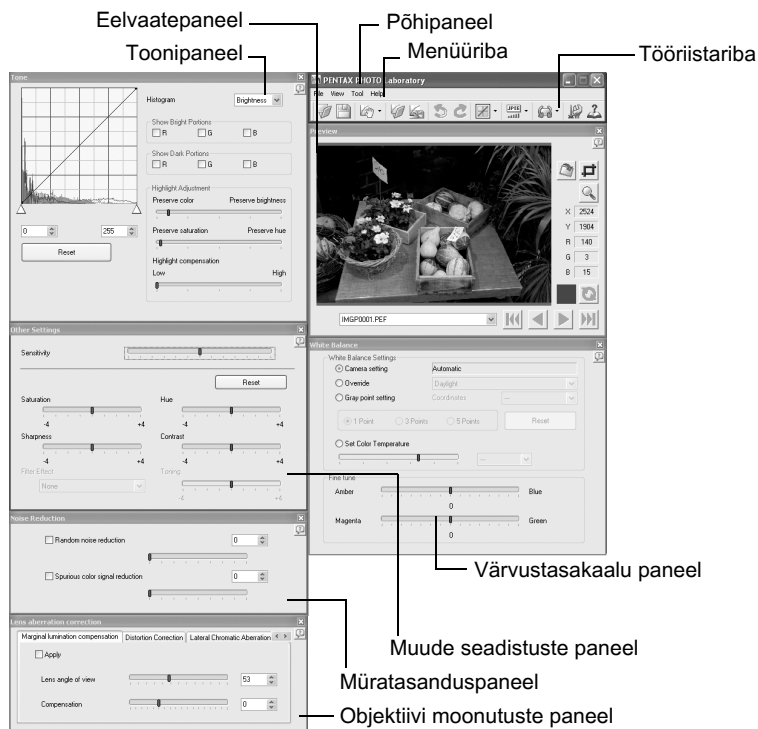 Eelvaatepaneel
Põhipaneel
Toonipaneel
Menüüriba
Tööriistariba
Tone
Histogram
Brightness
Show Bright Portions
R G B
Show Dark Portions
R G B
Highlight Adjustment
Preserve color Preserve brightness
Preserve saturation Preserve hue
Highlight compensation
Low High
0 255
Reset
PENTAX PHOTO Laboratory
File View Tool Help
JPEG
Preview
X 2524
Y 1904
R 140
G 3
B 15
IMGP0001.PEF
Other Settings
Sensitivity
Reset
Saturation Hue
-4 +4 -4 +4
Sharpness Contrast
-4 +4 -4 +4
Filter Effect Toning
None
-4 +4
White Balance
White Balance Settings
Camera setting Automatic
Override Daylight
Gray point setting Coordinates ---
1 Point 3 Points 5 Points Reset
Set Color Temperature
---
Fine tune
Amber Blue
0
Magenta Green
0
Noise Reduction
Random noise reduction 0
Spurious color signal reduction 0
Lens aberration correction
Marginal lumination compensation Distortion Correction Lateral Chromatic Aberration
Apply
Lens angle of view 53
Compensation 0
Värvustasakaalu paneel
Muude seadistuste paneel
Müratasanduspaneel
Objektiivi moonutuste paneel